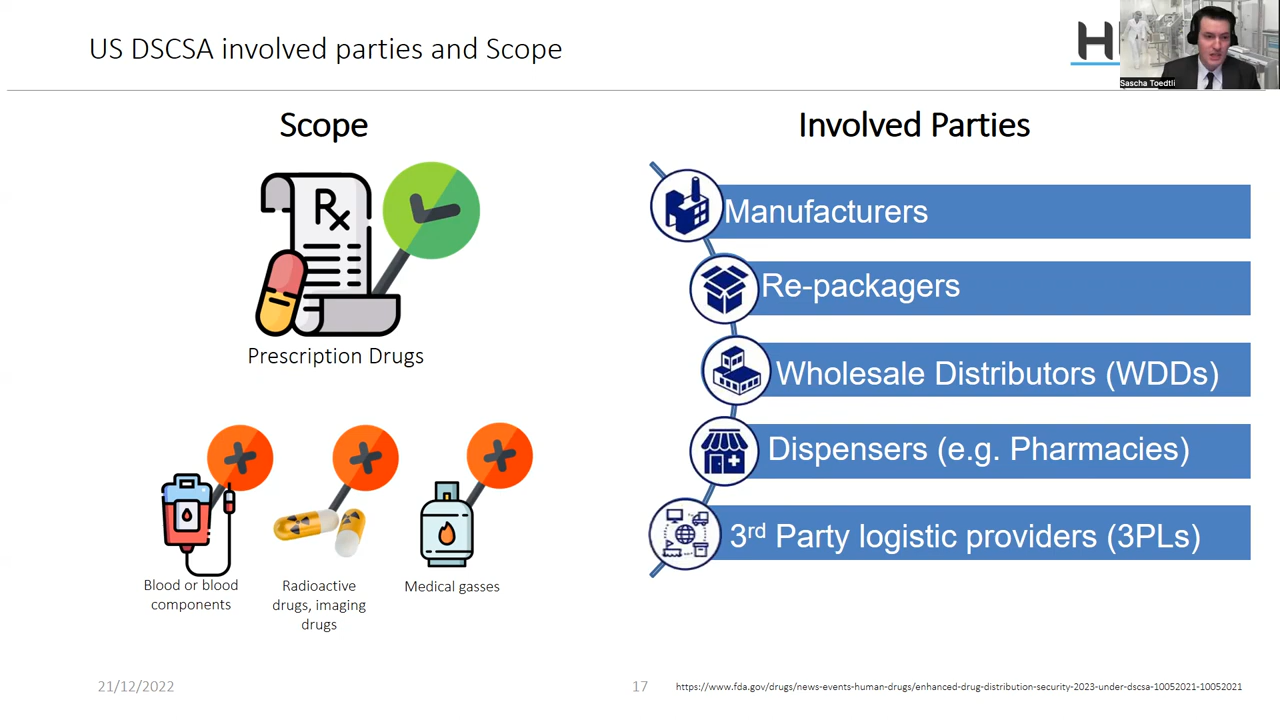 US DSCSA involved parties and Scope
Sascha Toedtli
Scope
Rx
Prescription Drugs
Blood or blood
components
Radioactive
drugs, imaging
drugs
Medical gasses
Involved Parties
Manufacturers
Re-packagers
Wholesale Distributors (WDDs)
Dispensers (e.g. Pharmacies)
3rd Party logistic providers (3PLs)
21/12/2022
17
https://www.fda.gov/drugs/news-events-human-drugs/enhanced-drug-distribution-security-2023-under-dscsa-10052021-10052021